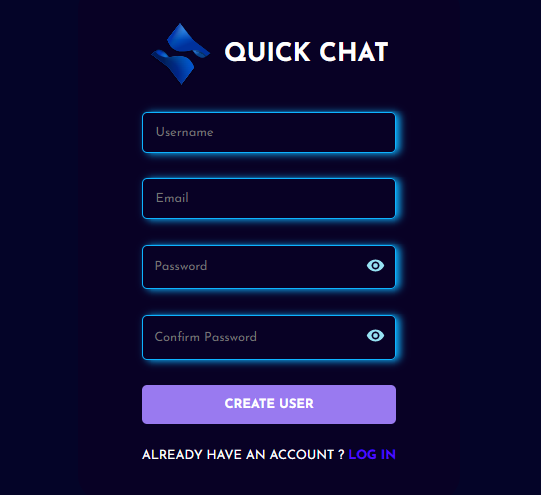 QUICK CHAT
Username
Email
Password
Confirm Password
CREATE USER
ALREADY HAVE AN ACCOUNT ? LOG IN